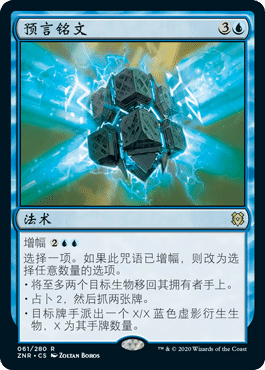 预言铭文 3
法术
增幅 2
选择一项。如果此咒语已增幅，则改为选
择任意数量的选项。
•将至多两个目标生物移回其拥有者手上。
•占卜2，然后抓两张牌。
•目标牌手派出一个X/X蓝色虚影衍生生
物，X为其手牌数量。
061/280 R
ZNR • CS Zoltan Boros
™ & © 2020 Wizards of the Coast